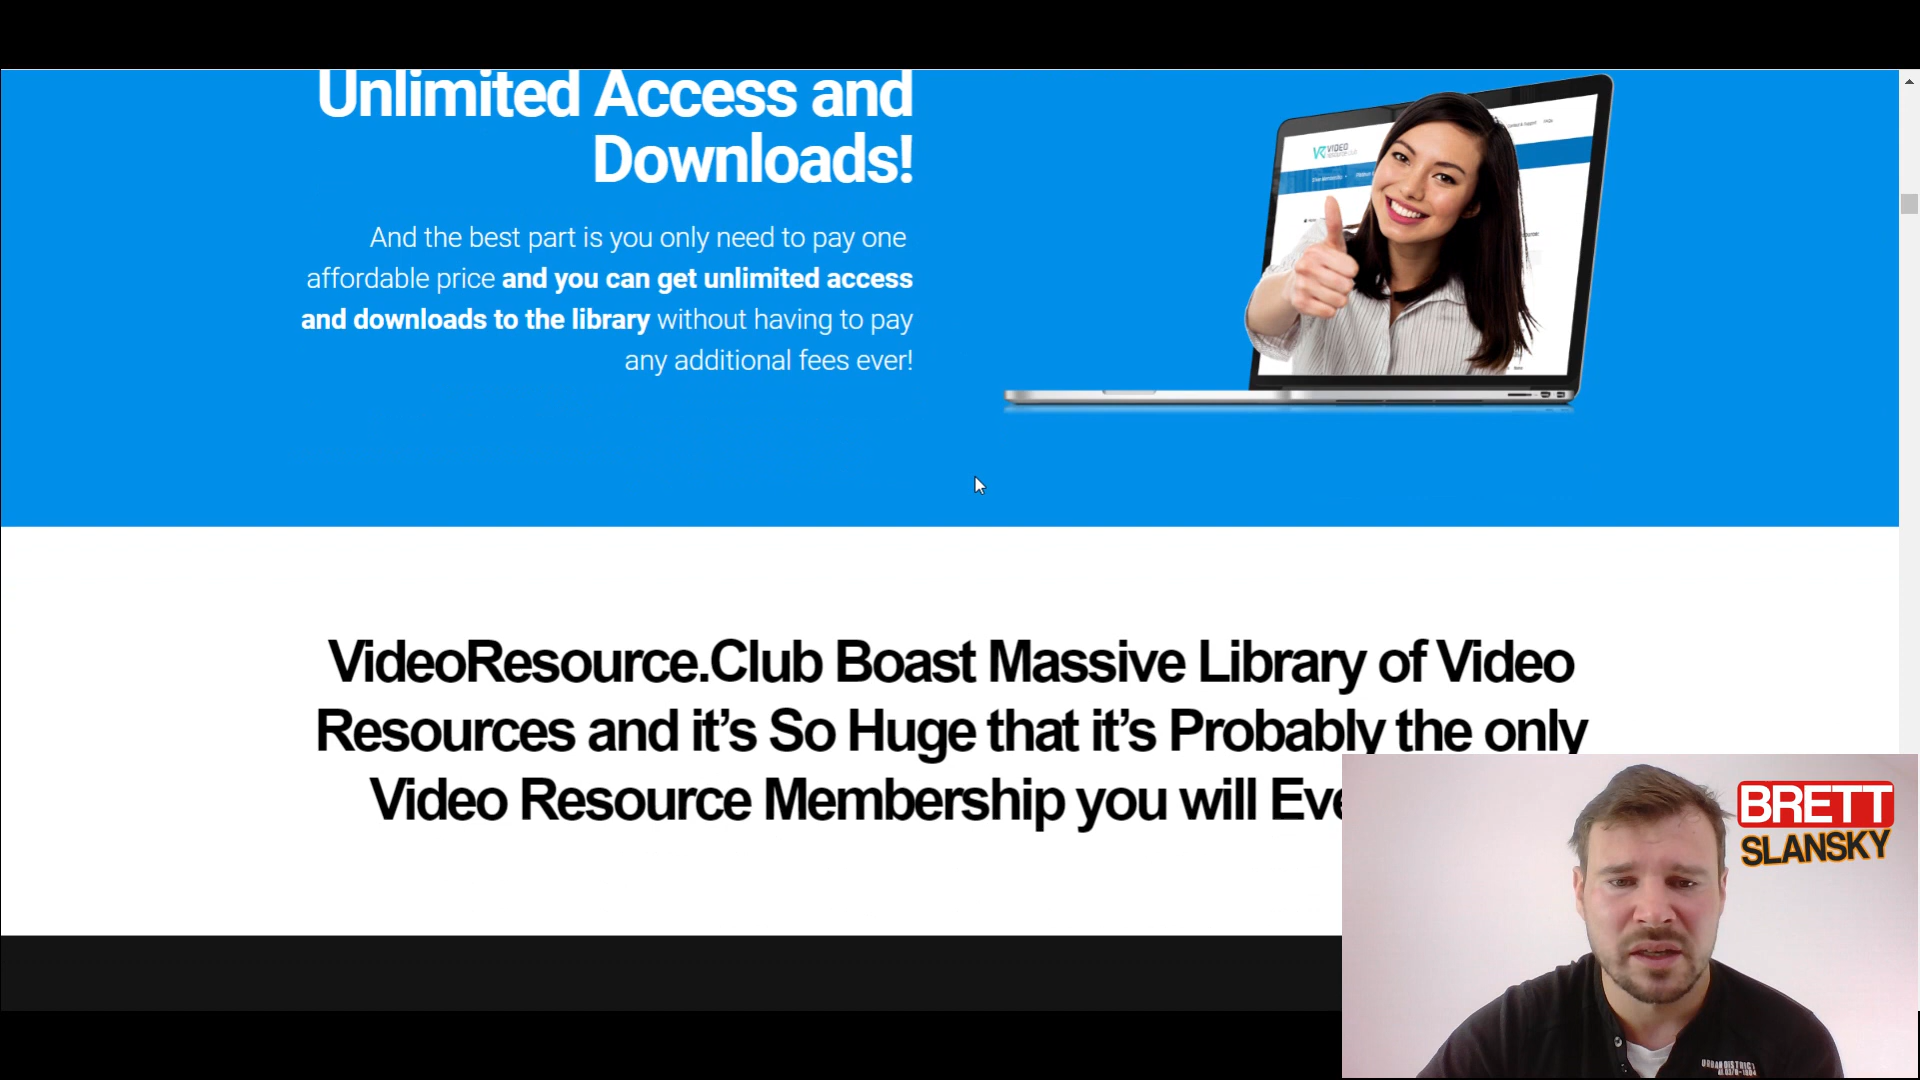 Unlimited Access and
Downloads!
And the best part is you only need to pay one
affordable price and you can get unlimited access
and downloads to the library without having to pay
any additional fees ever!
VIDEO
VideoResource.Club Boast Massive Library of Video
Resources and it’s So Huge that it’s Probably the only
Video Resource Membership you will Eve
BRETT
SLANSKY
URBAN DISTRICT